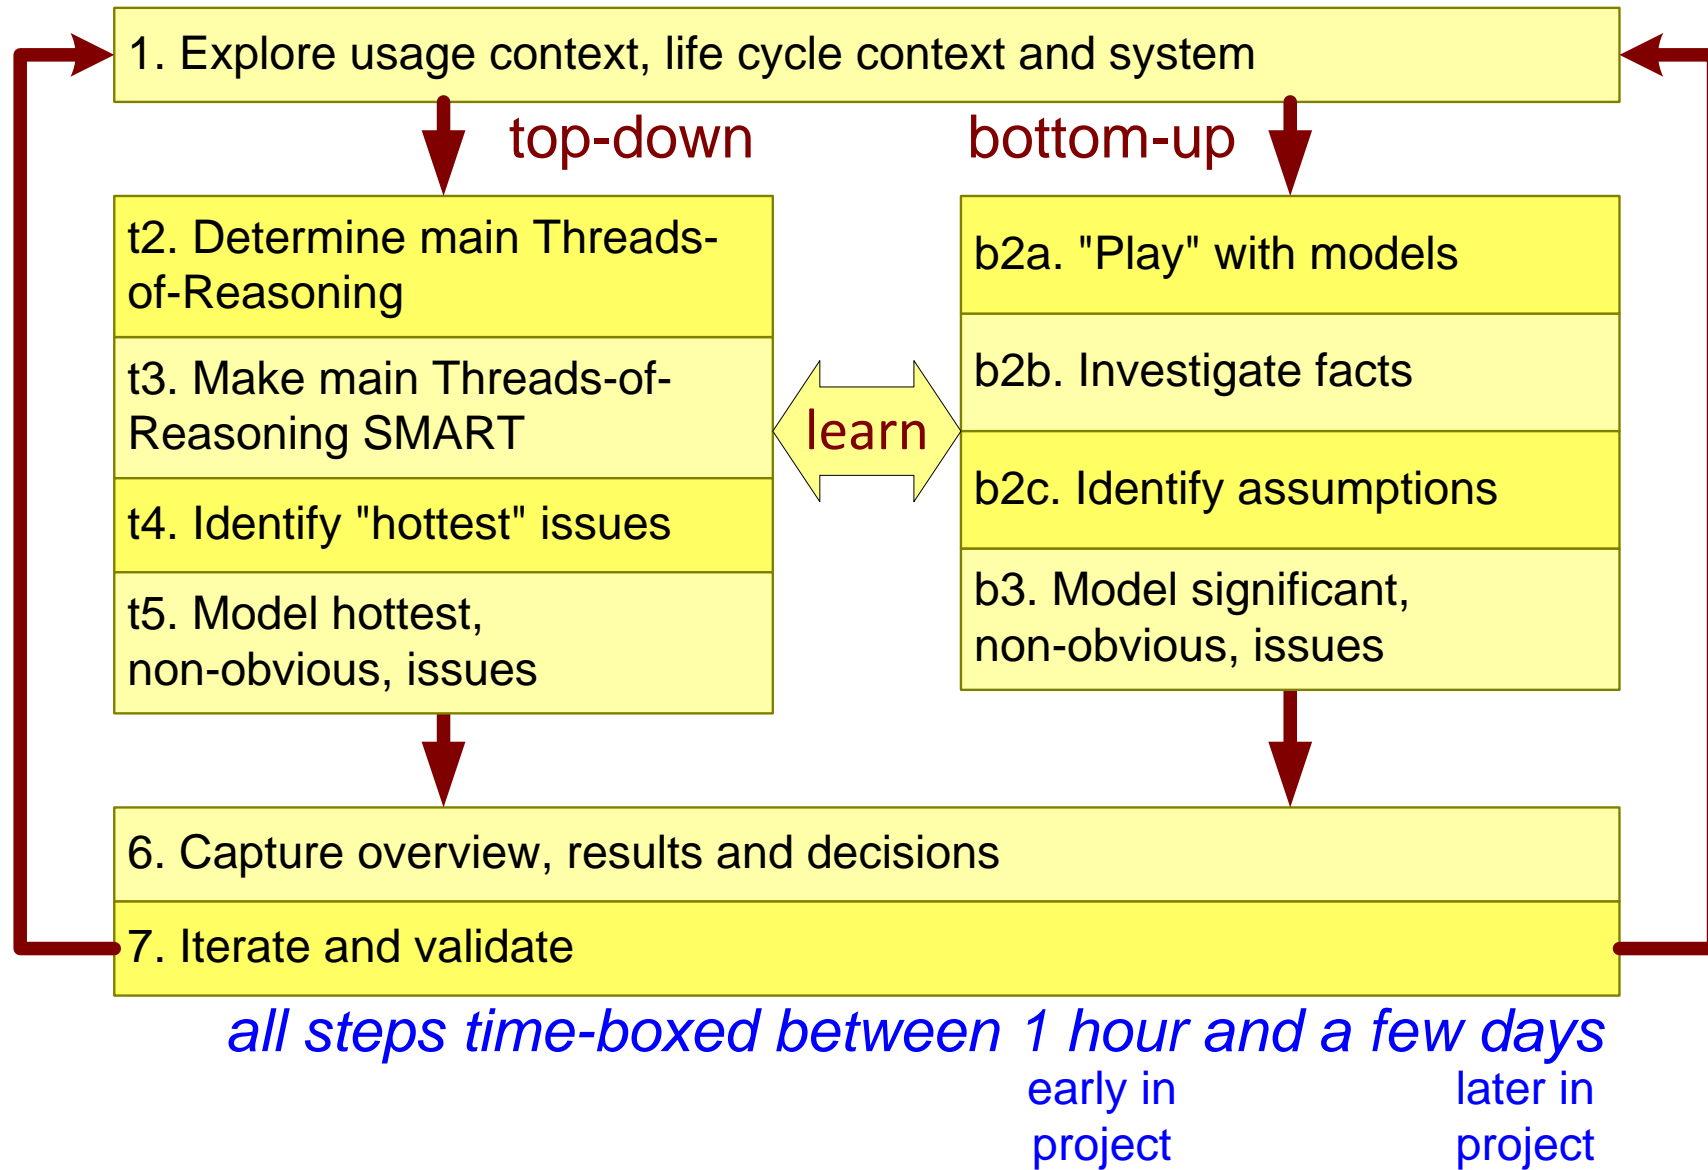 1. Explore usage context, life cycle context and system
top-down
bottom-up
t2. Determine main Threads-
of-Reasoning
t3. Make main Threads-of-
Reasoning SMART
t4. Identify "hottest" issues
t5. Model hottest,
non-obvious, issues
learn
b2a. "Play" with models
b2b. Investigate facts
b2c. Identify assumptions
b3. Model significant,
non-obvious, issues
6. Capture overview, results and decisions
7. Iterate and validate
all steps time-boxed between 1 hour and a few days
early in
project
later in
project